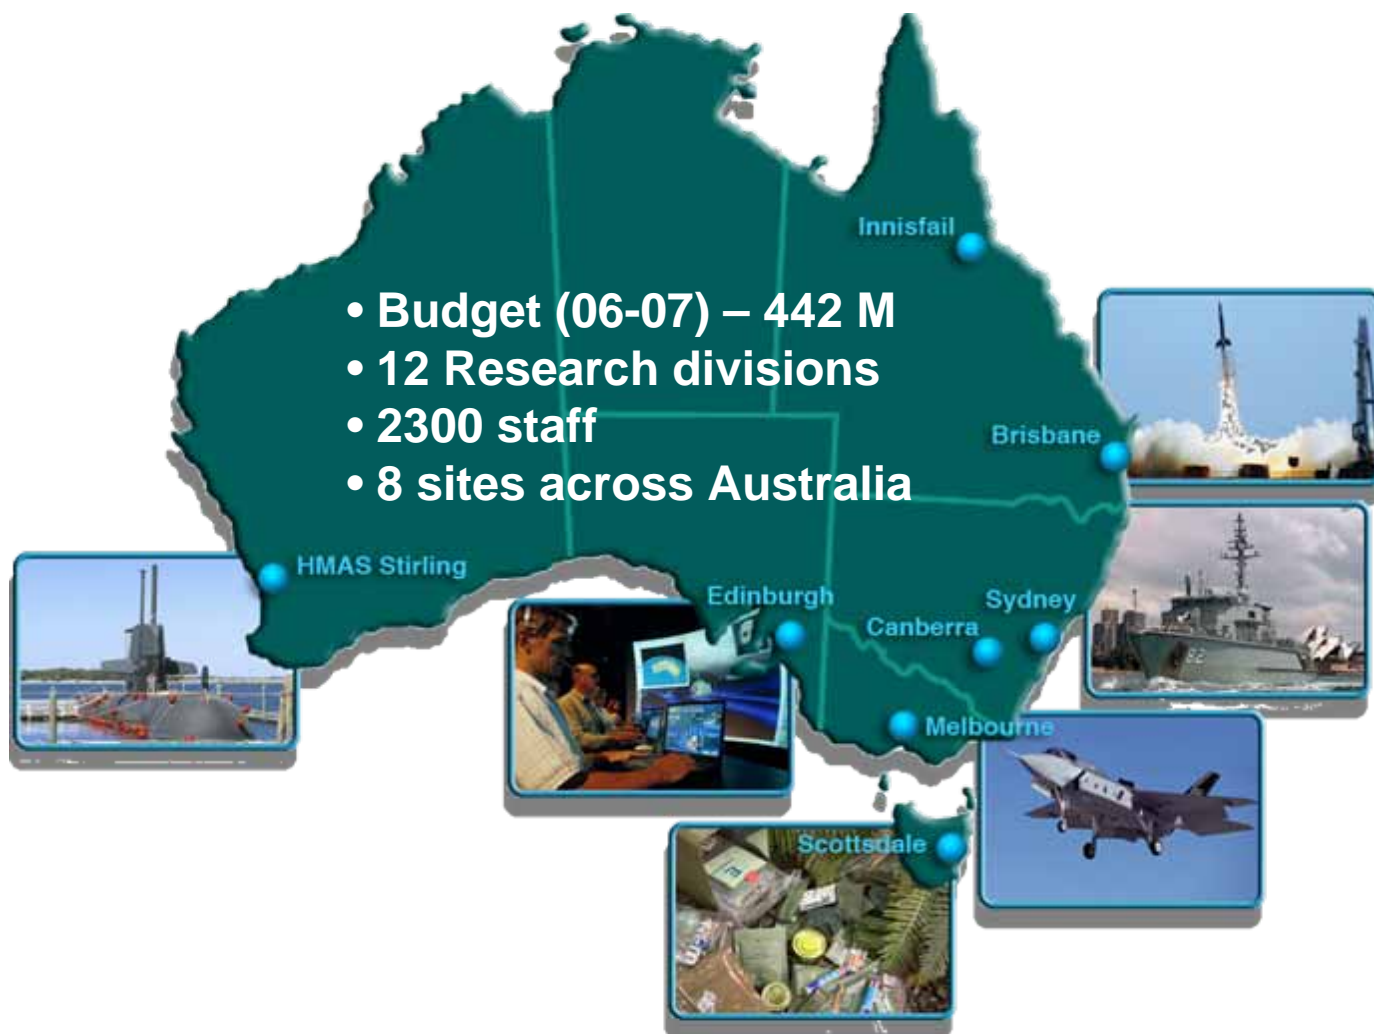 Innisfail
• Budget (06-07) – 442 M
• 12 Research divisions
• 2300 staff
• 8 sites across Australia
Brisbane
HMAS Stirling
Edinburgh
Sydney
Canberra
Melbourne
Scottsdale
82